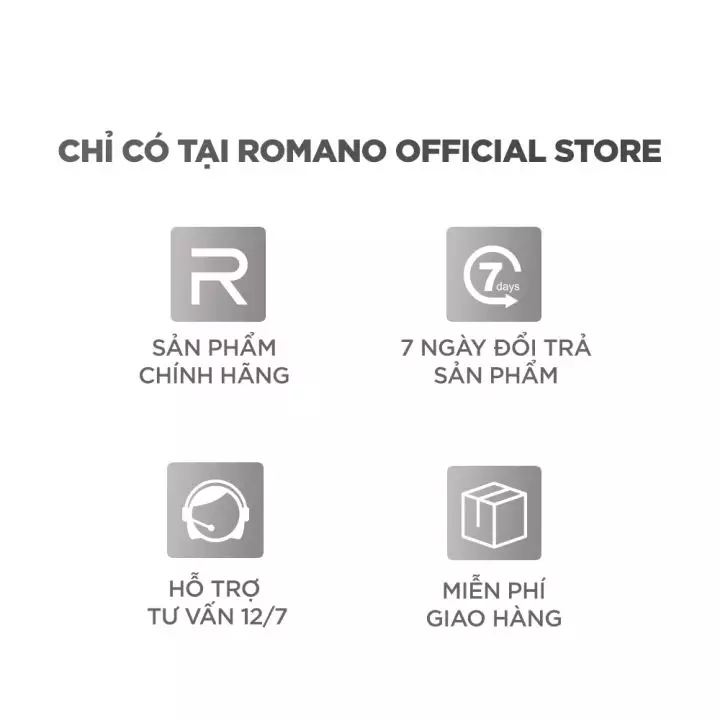 CHỈ CÓ TẠI ROMANO OFFICIAL STORE
R
7
days
SẢN PHẨM
CHÍNH HÃNG
7 NGÀY ĐỔI TRẢ
SẢN PHẨM
HỖ TRỢ
TƯ VẤN 12/7
MIỄN PHÍ
GIAO HÀNG